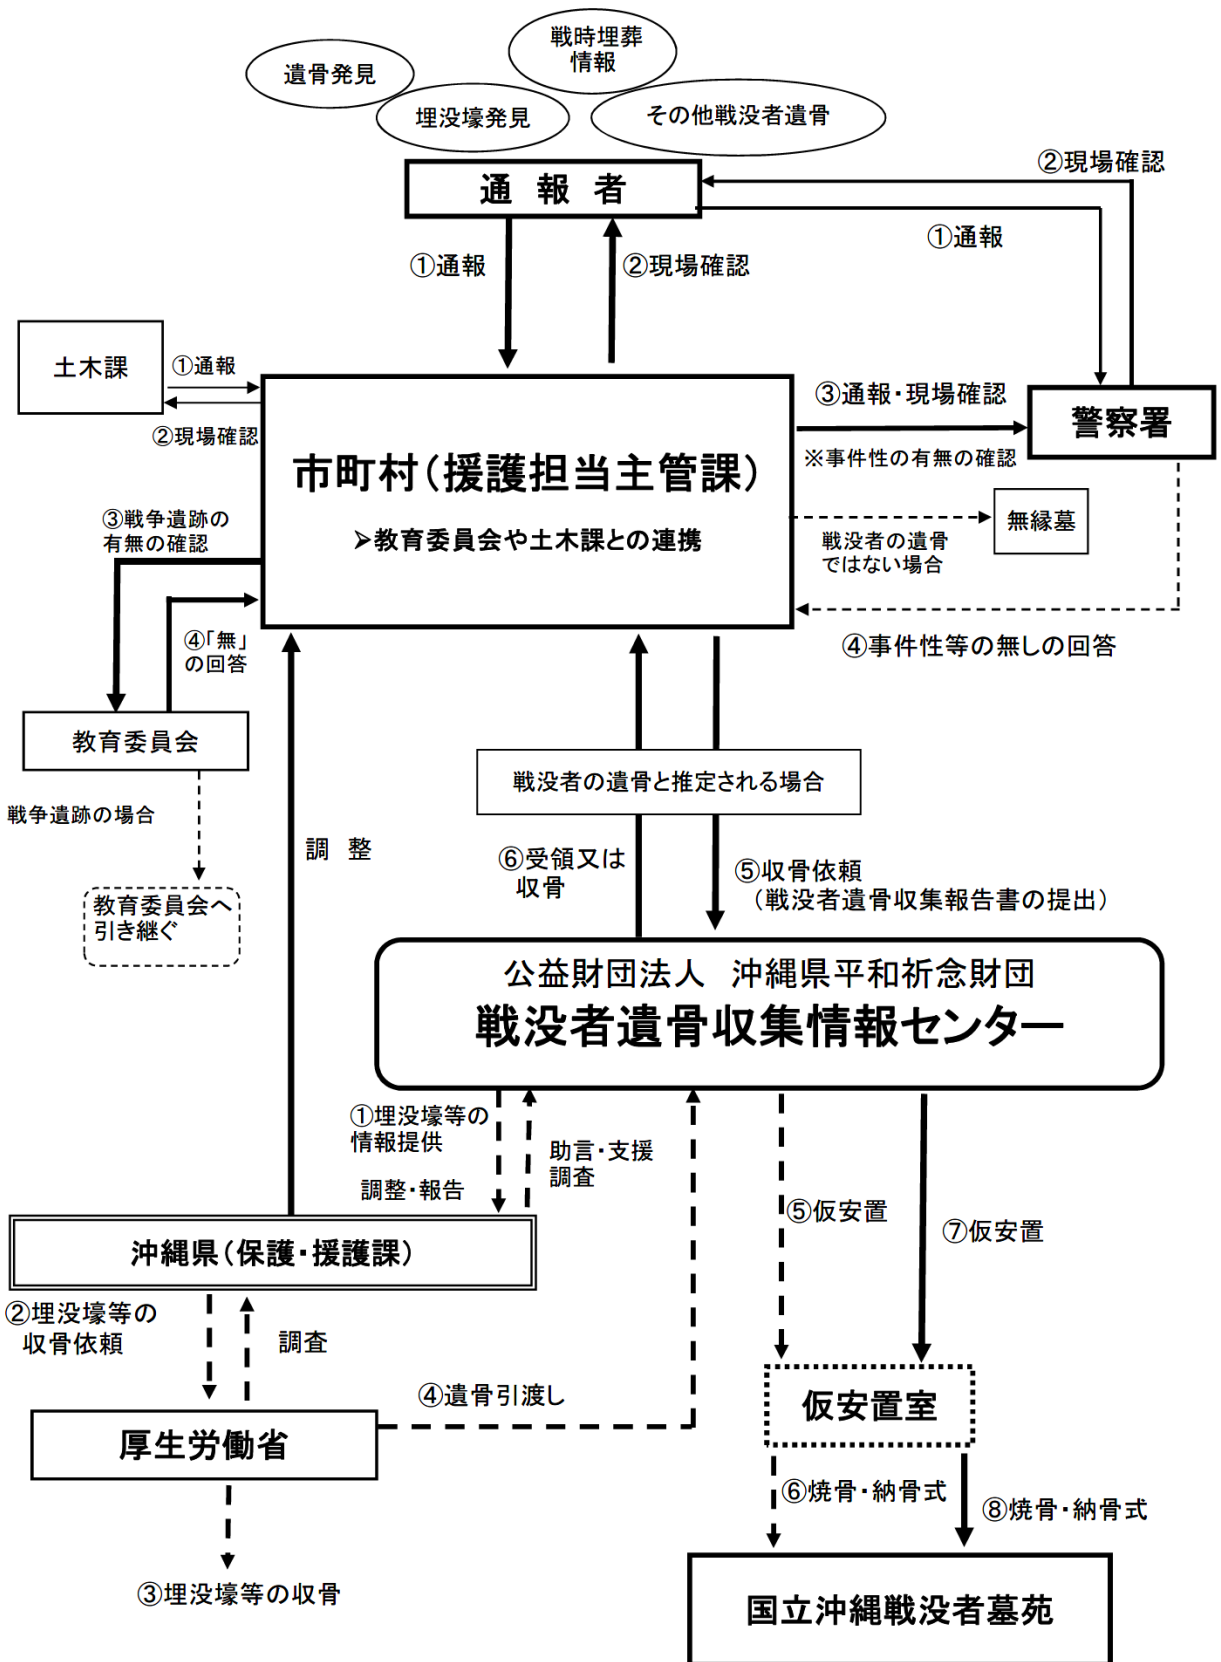 戦時埋葬
情報
遺骨発見
埋没壕発見
その他戦没者遺骨
通 報 者
②現場確認
①通報
①通報
②現場確認
土木課
①通報
②現場確認
市町村（援護担当主管課）
➢教育委員会や土木課との連携
③通報・現場確認
※事件性の有無の確認
警察署
無縁墓
戦没者の遺骨
ではない場合
④事件性等の無しの回答
③戦争遺跡の
有無の確認
④「無」
の回答
教育委員会
戦争遺跡の場合
教育委員会へ
引き継ぐ
調 整
戦没者の遺骨と推定される場合
⑥受領又は
収骨
⑤収骨依頼
（戦没者遺骨収集報告書の提出）
公益財団法人　沖縄県平和祈念財団
戦没者遺骨収集情報センター
①埋没壕等の
情報提供
調整・報告
助言・支援
調査
⑤仮安置
⑦仮安置
沖縄県（保護・援護課）
②埋没壕等の
収骨依頼
調査
④遺骨引渡し
仮安置室
厚生労働省
⑥焼骨・納骨式
⑧焼骨・納骨式
③埋没壕等の収骨
国立沖縄戦没者墓苑